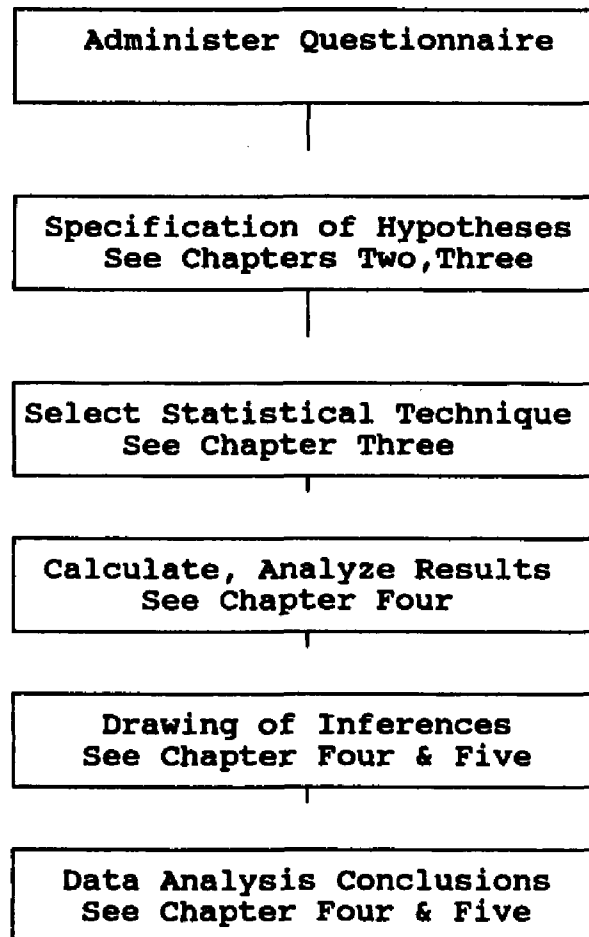 Administer Questionnaire
Specification of Hypotheses
See Chapters Two,Three
Select Statistical Technique
See Chapter Three
Calculate, Analyze Results
See Chapter Four
Drawing of Inferences
See Chapter Four & Five
Data Analysis Conclusions
See Chapter Four & Five